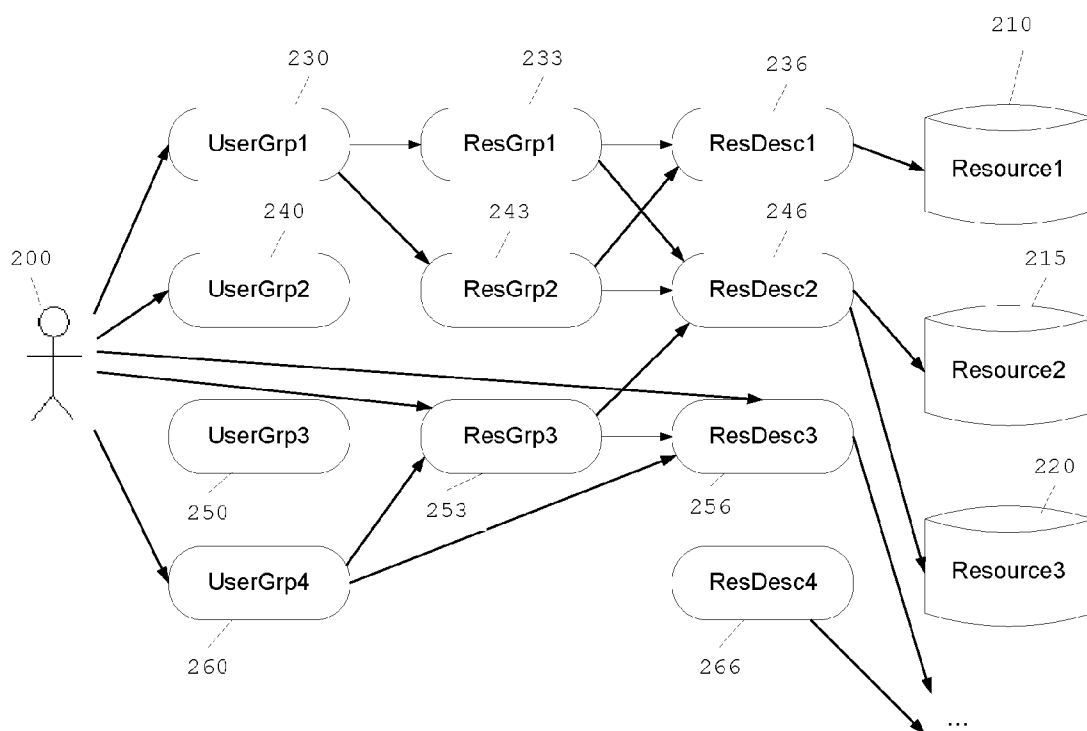 210
230
233
236
UserGrp1
ResGrp1
ResDesc1
Resource1
240
243
246
200
215
UserGrp2
ResGrp2
ResDesc2
Resource2
UserGrp3
ResGrp3
ResDesc3
220
250
253
256
UserGrp4
ResDesc4
Resource3
260
266
...